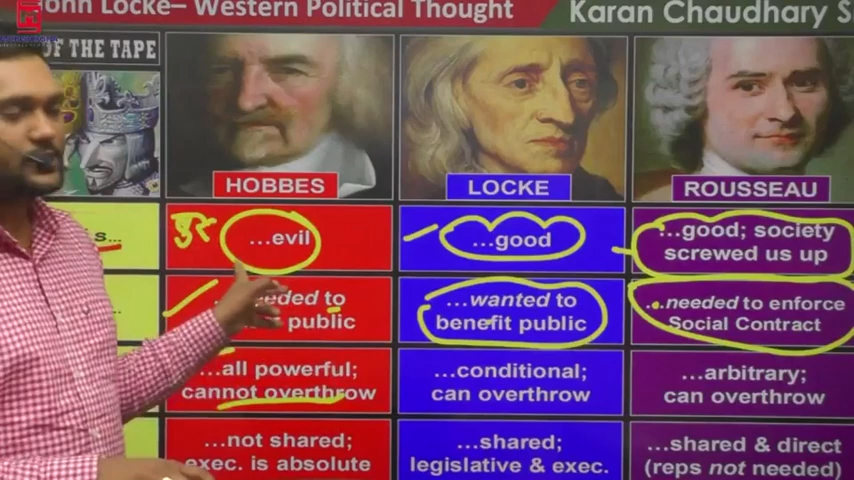 John Locke– Western Political Thought
Karan Chaudhary S
OF THE TAPE
HOBBES
LOCKE
ROUSSEAU
s...
...evil
...good
...good; society
screwed us up
...
to
public
...wanted to
benefit public
...needed to enforce
Social Contract
...all powerful;
cannot overthrow
...conditional;
can overthrow
...arbitrary;
can overthrow
...not shared;
exec. is absolute
...shared;
legislative & exec.
...shared & direct
(reps not needed)